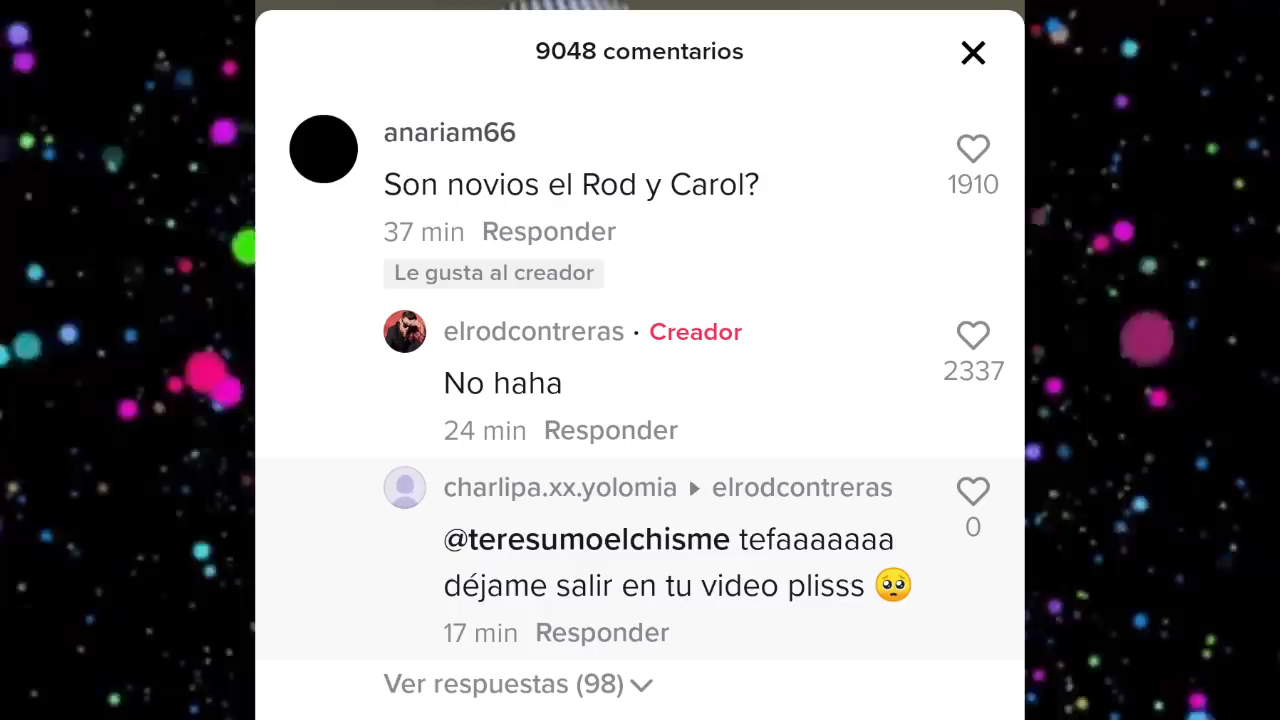 9048 comentarios
anariam66
Son novios el Rod y Carol?
1910
37 min Responder
Le gusta al creador
elrodcontreras · Creador
No haha
2337
24 min Responder
charlipa.xx.yolomia ▸ elrodcontreras
@teresumoelchisme tefaaaaaaa
déjame salir en tu video plisss 🥺
0
17 min Responder
Ver respuestas (98)